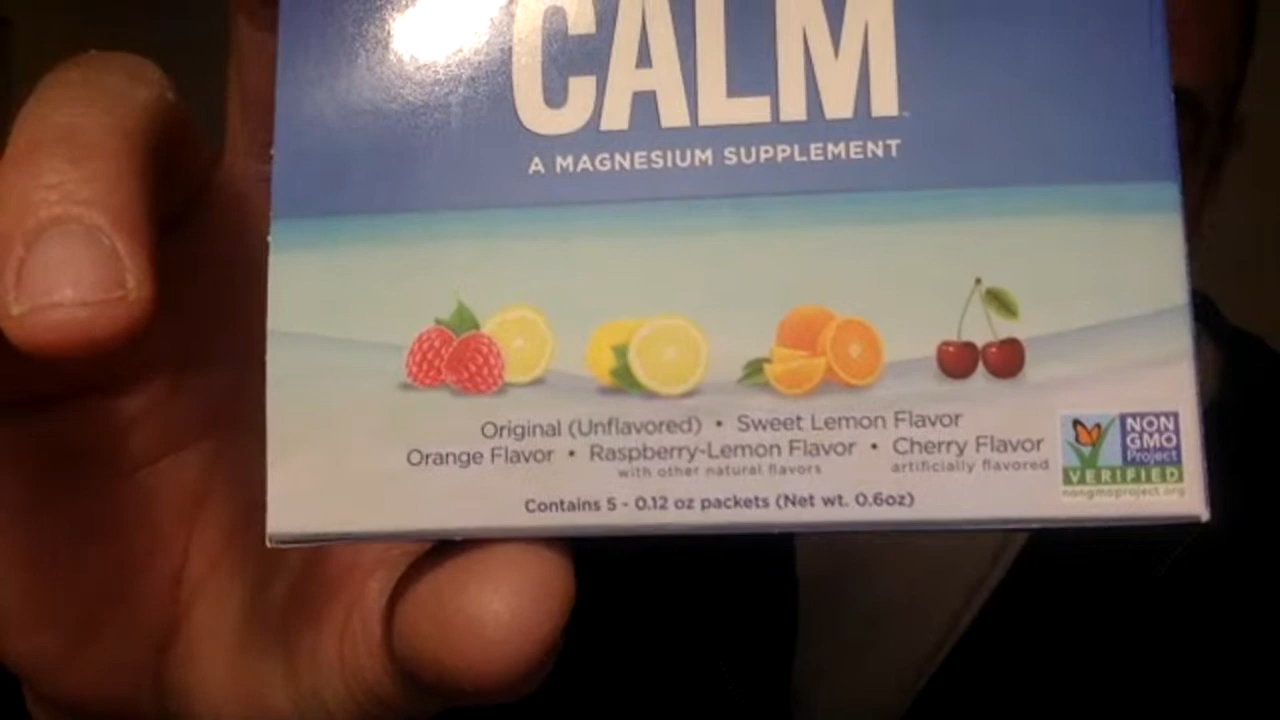 CALM
A MAGNESIUM SUPPLEMENT
Original (Unflavored) • Sweet Lemon Flavor
Orange Flavor • Raspberry-Lemon Flavor • Cherry Flavor
with other natural flavors artificially flavored
Contains 5 - 0.12 oz packets (Net wt. 0.6oz)
NON
GMO
Project
VERIFIED
nongmoproject.org